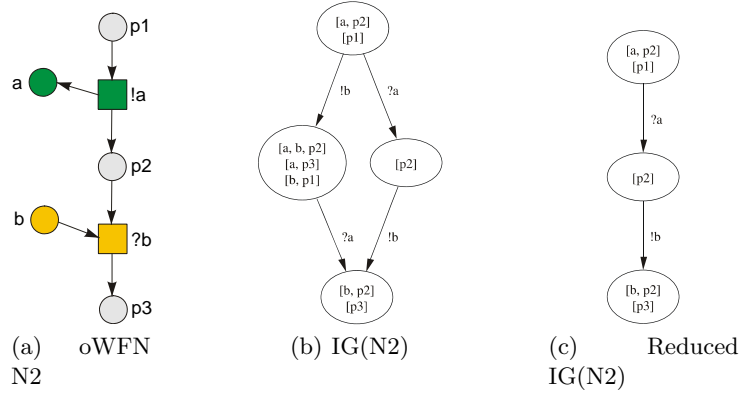 p1
a
!a
p2
b
?b
p3
(a) oWFN
N2
[a, p2]
[p1]
!b
?a
[a, b, p2]
[a, p3]
[b, p1]
[p2]
?a
!b
[b, p2]
[p3]
(b) IG(N2)
[a, p2]
[p1]
?a
[p2]
!b
[b, p2]
[p3]
(c) Reduced
IG(N2)